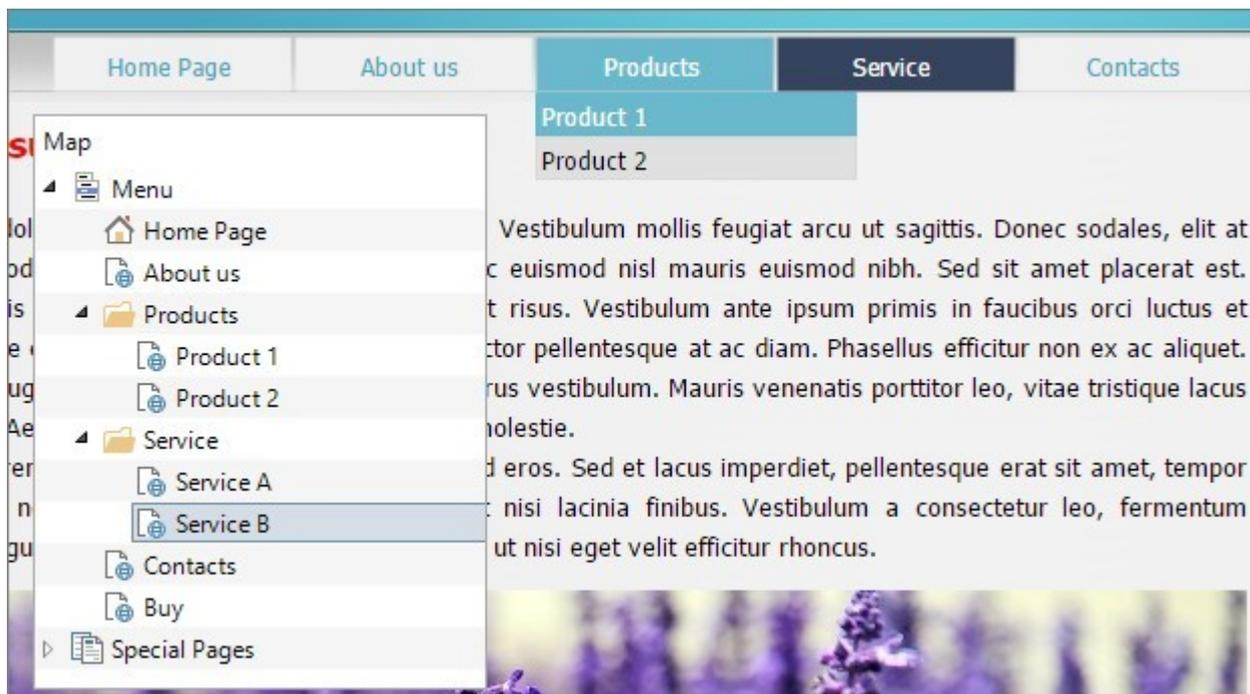 Home Page About us Products Service Contacts
Product 1
Product 2
Map
Menu
Home Page
About us
Products
Product 1
Product 2
Service
Service A
Service B
Contacts
Buy
Special Pages
Vestibulum mollis feugiat arcu ut sagittis. Donec sodales, elit at
euismod nisl mauris euismod nibh. Sed sit amet placerat est.
risus. Vestibulum ante ipsum primis in faucibus orci luctus et
pellentesque at ac diam. Phasellus efficitur non ex ac aliquet.
vestibulum. Mauris venenatis porttitor leo, vitae tristique lacus
eros. Sed et lacus imperdiet, pellentesque erat sit amet, tempor
nisi lacinia finibus. Vestibulum a consectetur leo, fermentum
ut nisi eget velit efficitur rhoncus.